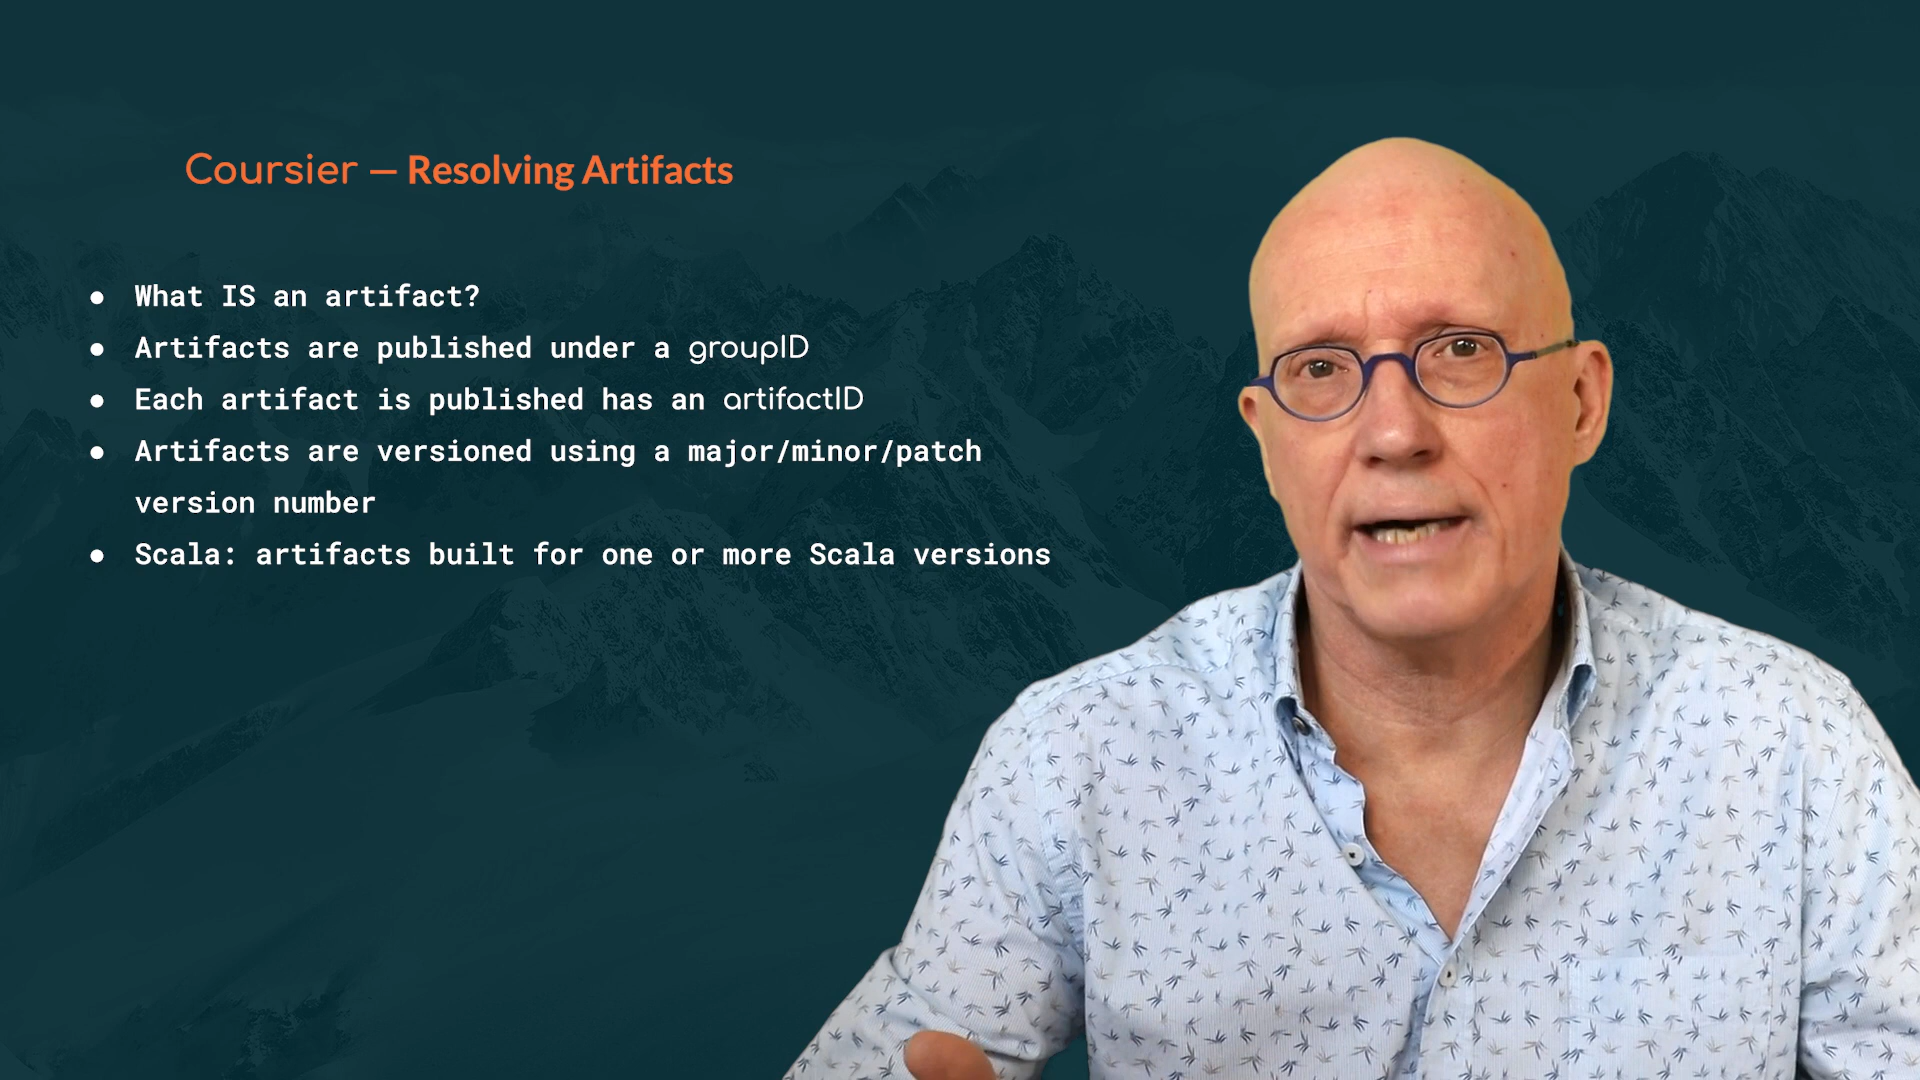 Coursier — Resolving Artifacts
● What IS an artifact?
● Artifacts are published under a groupID
● Each artifact is published has an artifactID
● Artifacts are versioned using a major/minor/patch
version number
● Scala: artifacts built for one or more Scala versions